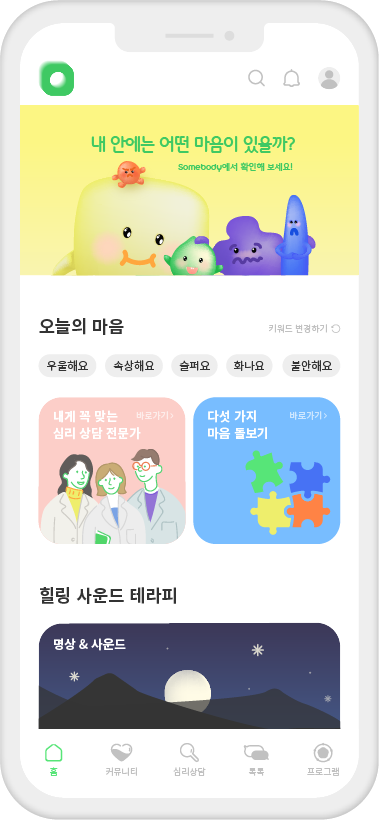 내 안에는 어떤 마음이 있을까?
Somebody에서 확인해 보세요!
오늘의 마음
키워드 변경하기
우울해요 속상해요 슬퍼요 화나요 불안해요
내게 꼭 맞는 바로가기
심리 상담 전문가
다섯 가지 바로가기
마음 돌보기
힐링 사운드 테라피
명상 & 사운드
홈 커뮤니티 심리상담 톡톡 프로그램